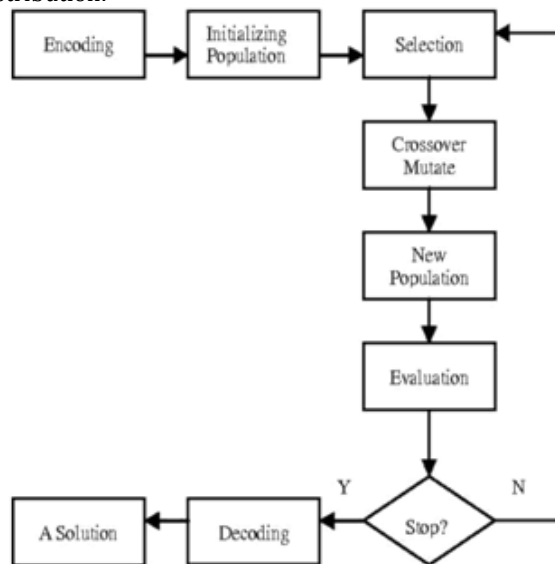 Encoding
Initializing
Population
Selection
Crossover
Mutate
New
Population
Evaluation
Y
N
Stop?
Decoding
A Solution